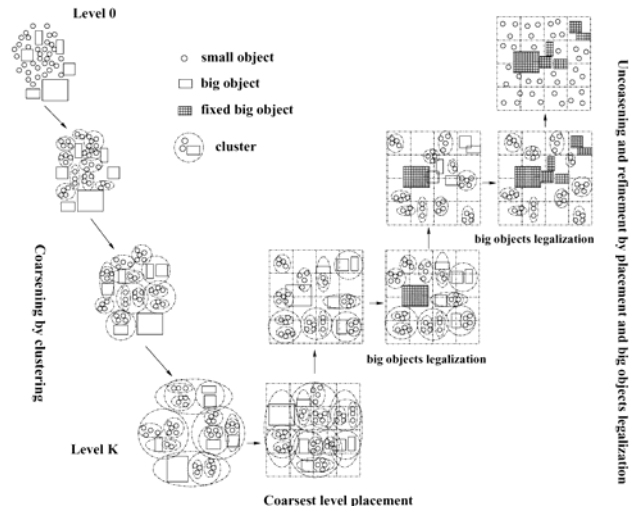 Level 0
small object
big object
fixed big object
cluster
Coarsening by clustering
Level K
Coarsest level placement
big objects legalization
big objects legalization
Uncoasening and refinement by placement and big objects legalization